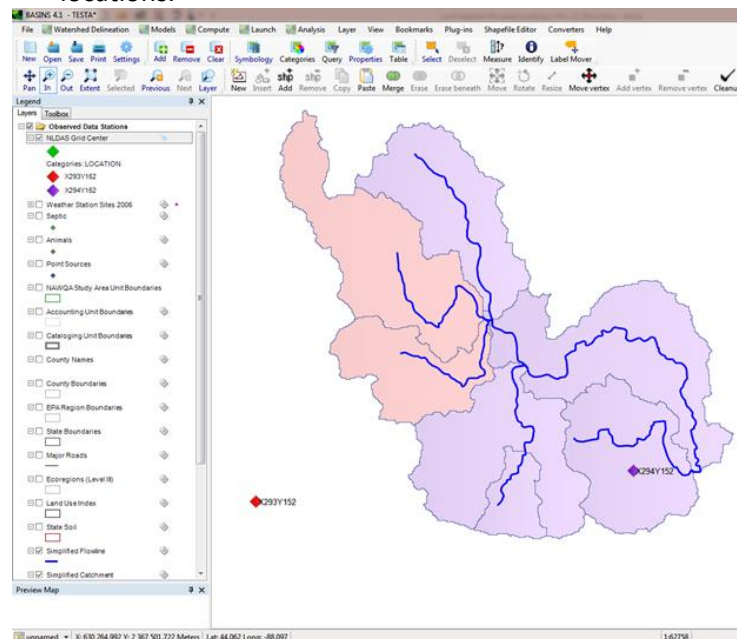 locations.
BASINS 4.1 - TESTA*
File Watershed Delineation Models Compute Launch Analysis Layer View Bookmarks Plug-ins Shapefile Editor Converters Help
New Open Save Print Settings Add Remove Clear Symbology Categories Query Properties Table Select Deselect Measure Identify Label Mover
Pan In Out Extent Selected Previous Next Layer New Insert Add Remove Copy Paste Merge Erase Erase beneath Move Rotate Resize Move vertex Add vertex Remove vertex Cleanu
Legend
Layers Toolbox
Observed Data Stations
NLDAS Grid Center
Categories: LOCATION
X293Y152
X294Y152
Weather Station Sites 2006
Septic
Animals
Point Sources
NAWQA Study Area Unit Boundaries
Accounting Unit Boundaries
Cataloging Unit Boundaries
County Names
County Boundaries
EPA Region Boundaries
State Boundaries
Major Roads
Ecoregions (Level III)
Land Use Index
State Soil
Simplified Flowline
Simplified Catchment
Preview Map
X294Y152
X293Y152
unnamed X: 630,264.992 Y: 2,367,501.722 Meters Lat: 44.062 Long: -88.097 1:62758